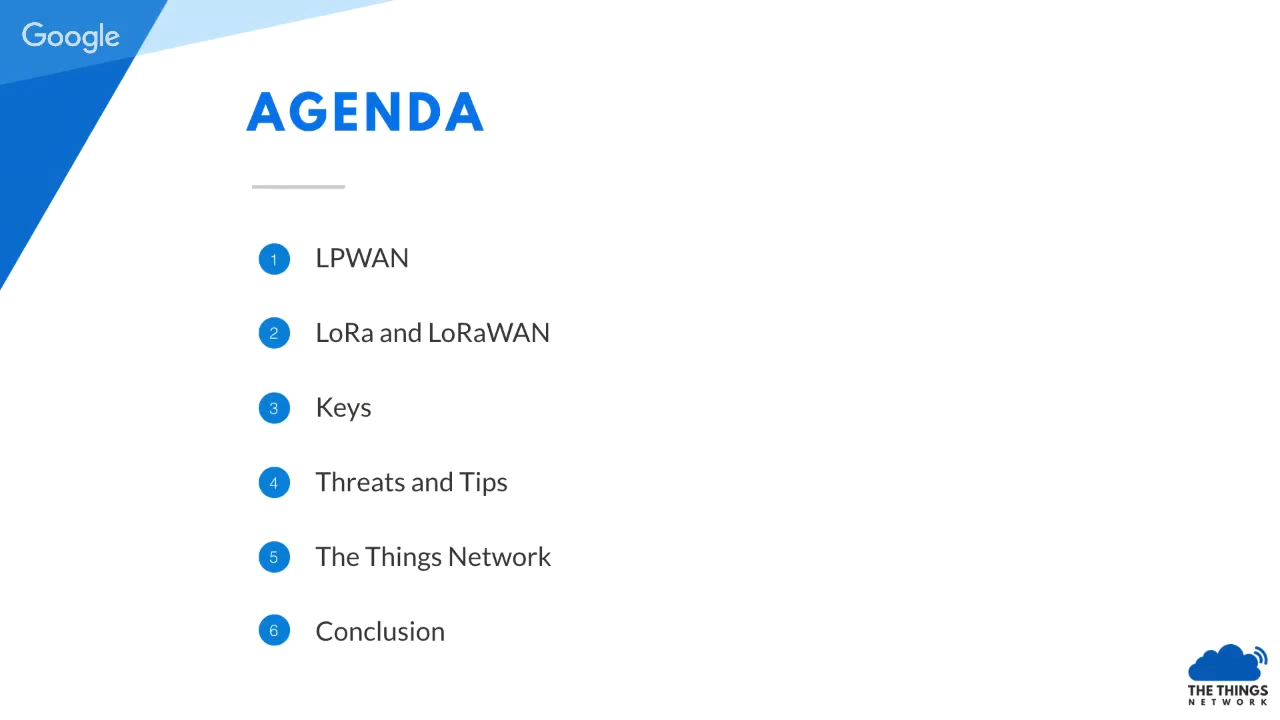 Google
AGENDA
1 LPWAN
2 LoRa and LoRaWAN
3 Keys
4 Threats and Tips
5 The Things Network
6 Conclusion
THE THINGS
NETWORK